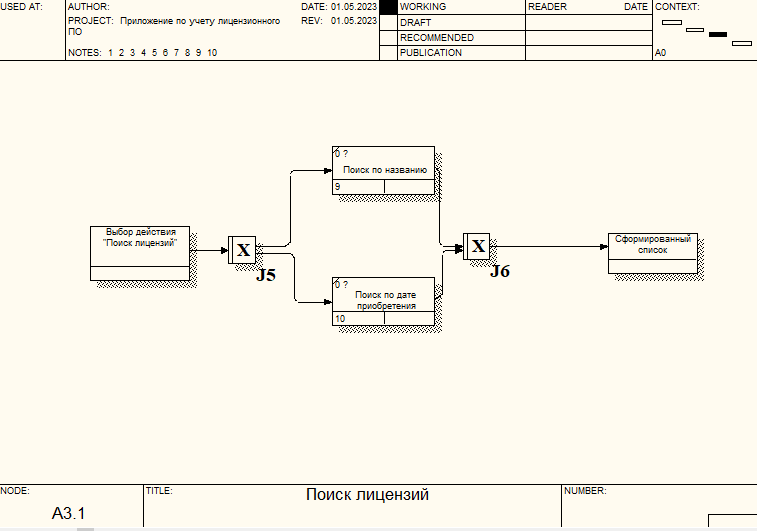 USED AT:
AUTHOR:
DATE: 01.05.2023
WORKING
READER
DATE
CONTEXT:
PROJECT: Приложение по учету лицензионного ПО
REV: 01.05.2023
DRAFT
RECOMMENDED
NOTES: 1 2 3 4 5 6 7 8 9 10
PUBLICATION
A0
0 ?
Поиск по названию
9
Выбор действия
"Поиск лицензий"
X
J5
X
J6
Сформированный
список
0 ?
Поиск по дате
приобретения
10
NODE:
A3.1
TITLE:
Поиск лицензий
NUMBER: